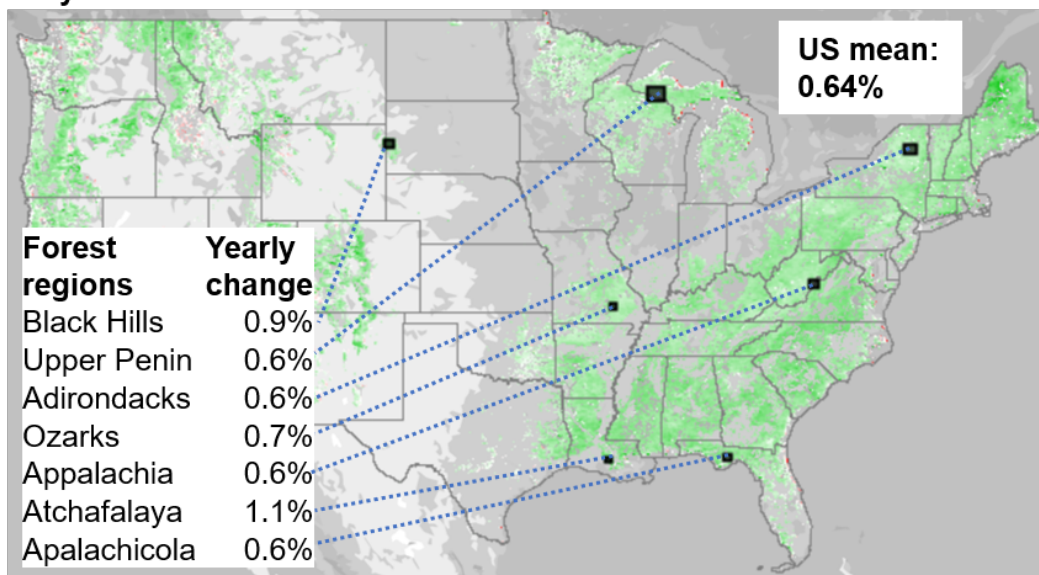 US mean:
0.64%
Forest Yearly
regions change
Black Hills 0.9%
Upper Penin 0.6%
Adirondacks 0.6%
Ozarks 0.7%
Appalachia 0.6%
Atchafalaya 1.1%
Apalachicola 0.6%